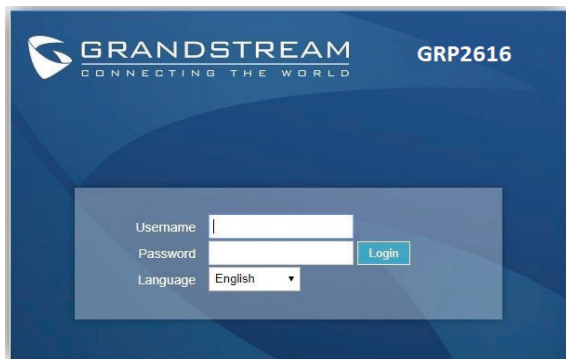 GRANDSTREAM
CONNECTING THE WORLD
GRP2616
Username
Password
Login
Language English